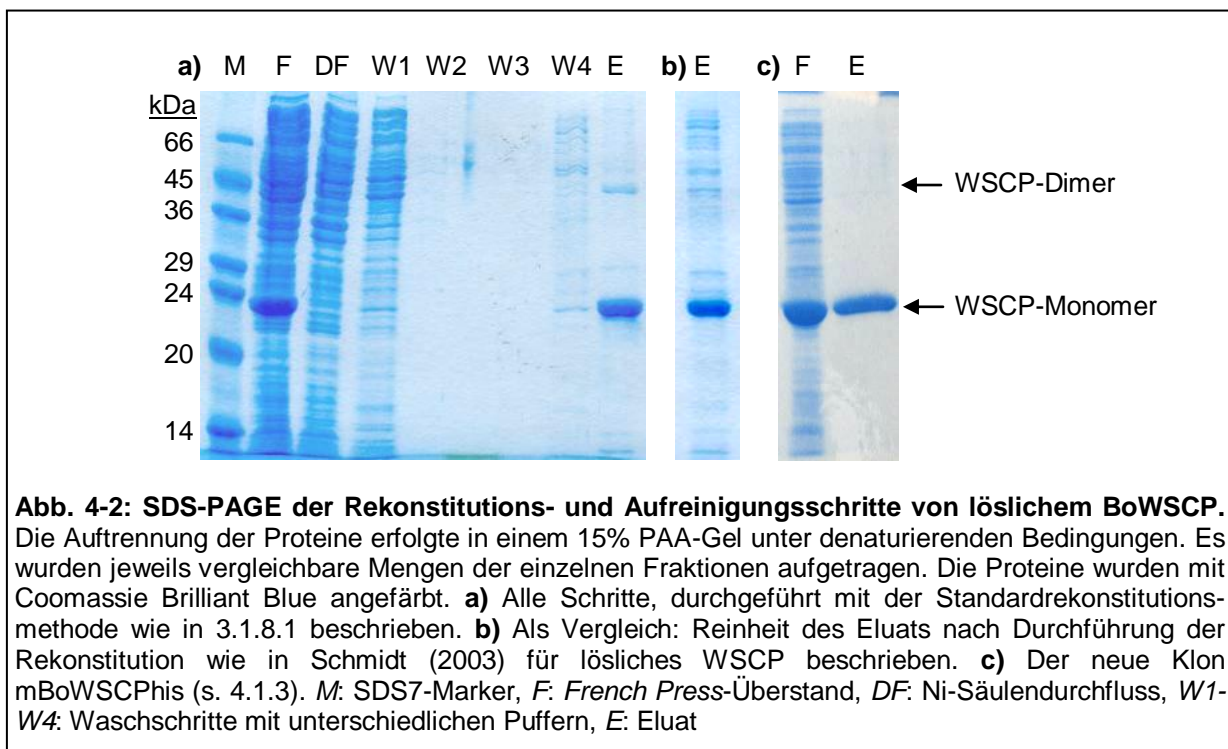 a) M F DF W1 W2 W3 W4 E b) E c) F E
kDa
66
45
36
29
24
20
14
WSCP-Dimer
WSCP-Monomer
Abb. 4-2: SDS-PAGE der Rekonstitutions- und Aufreinigungsschritte von löslichem BoWSCP.
Die Auftrennung der Proteine erfolgte in einem 15% PAA-Gel unter denaturierenden Bedingungen. Es
wurden jeweils vergleichbare Mengen der einzelnen Fraktionen aufgetragen. Die Proteine wurden mit
Coomassie Brilliant Blue angefärbt. a) Alle Schritte, durchgeführt mit der Standardrekonstitutions-
methode wie in 3.1.8.1 beschrieben. b) Als Vergleich: Reinheit des Eluats nach Durchführung der
Rekonstitution wie in Schmidt (2003) für lösliches WSCP beschrieben. c) Der neue Klon
mBoWSCPhis (s. 4.1.3). M: SDS7-Marker, F: French Press-Überstand, DF: Ni-Säulendurchfluss, W1-
W4: Waschschritte mit unterschiedlichen Puffern, E: Eluat